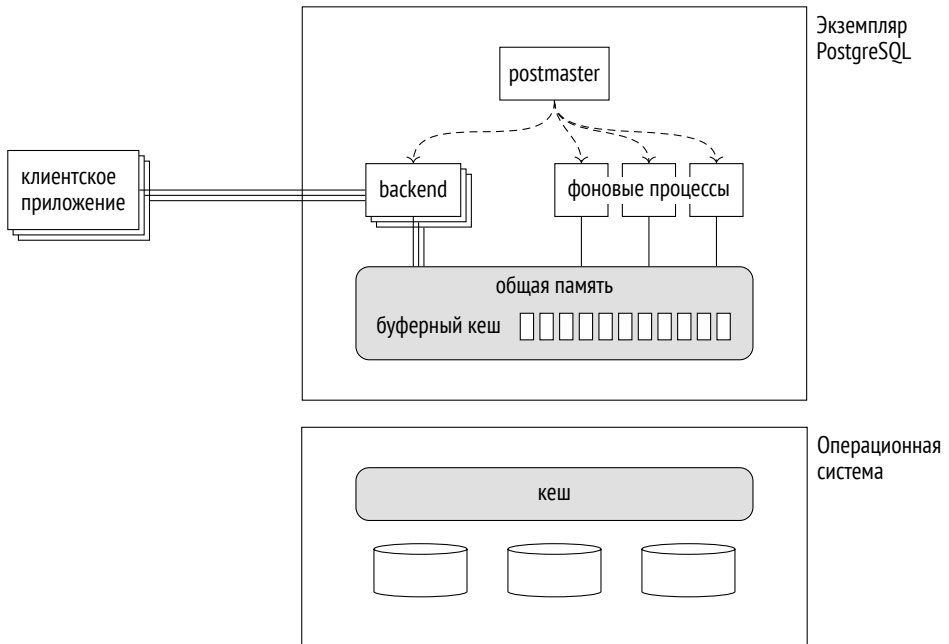 Экземпляр
PostgreSQL
postmaster
клиентское
приложение
backend
фоновые процессы
общая память
буферный кеш
Операционная
система
кеш